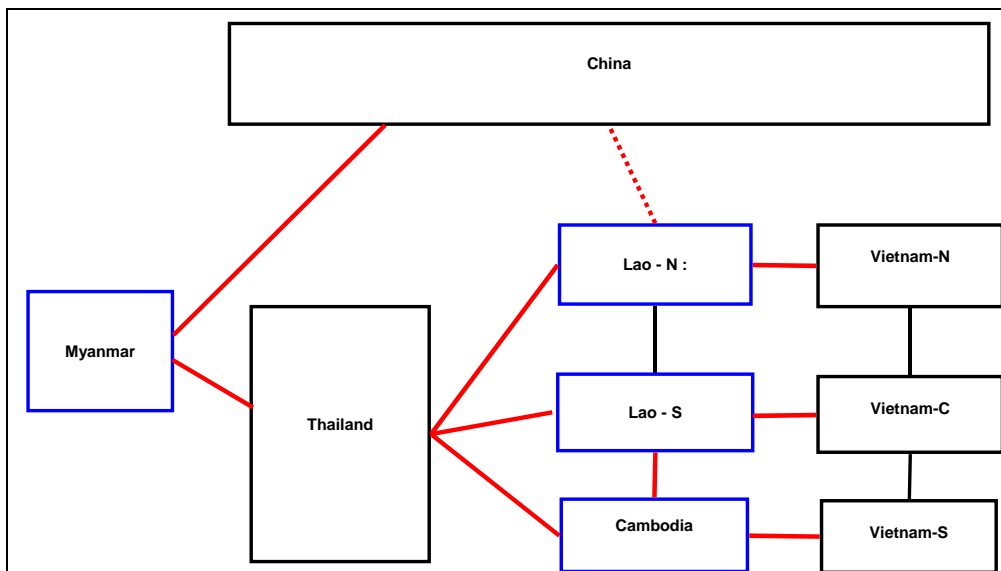 China
Lao - N :
Vietnam-N
Myanmar
Thailand
Lao - S
Vietnam-C
Cambodia
Vietnam-S